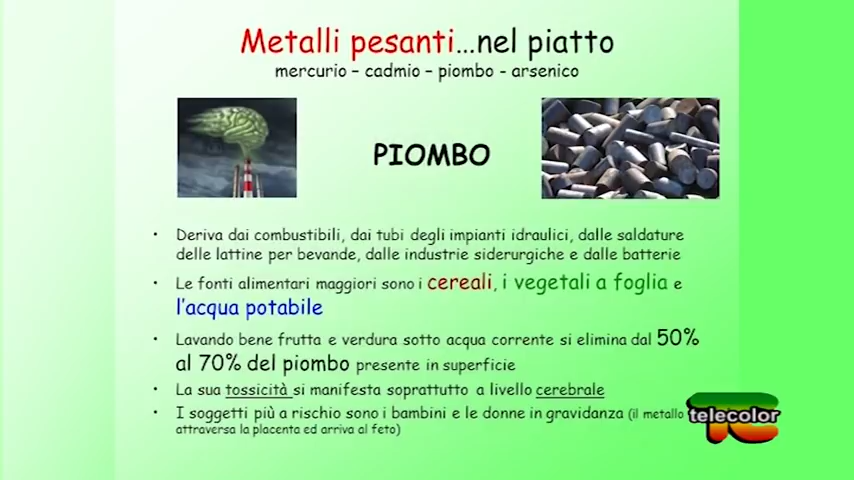 Metalli pesanti...nel piatto
mercurio – cadmio – piombo - arsenico
PIOMBO
• Deriva dai combustibili, dai tubi degli impianti idraulici, dalle saldature
delle lattine per bevande, dalle industrie siderurgiche e dalle batterie
• Le fonti alimentari maggiori sono i cereali, i vegetali a foglia e
l'acqua potabile
• Lavando bene frutta e verdura sotto acqua corrente si elimina dal 50%
al 70% del piombo presente in superficie
• La sua tossicità si manifesta soprattutto a livello cerebrale
• I soggetti più a rischio sono i bambini e le donne in gravidanza (il metallo
attraversa la placenta ed arriva al feto)
telecolor